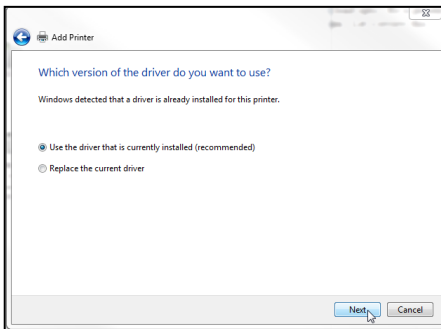 Add Printer
Which version of the driver do you want to use?
Windows detected that a driver is already installed for this printer.
Use the driver that is currently installed (recommended)
Replace the current driver
Next
Cancel